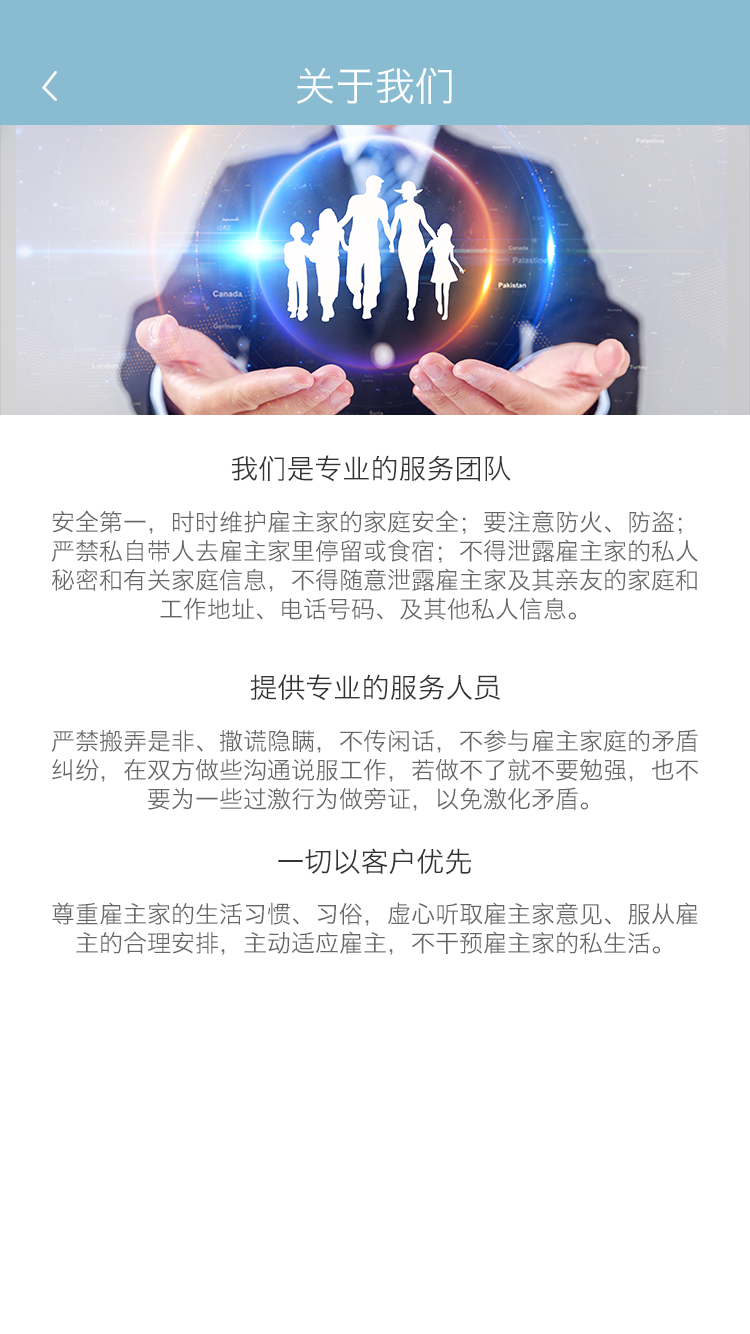 关于我们
Palestine
UAE
Canada
Palastine
Canada
Pakistan
Germany
London
Turkey
我们是专业的服务团队
安全第一，时时维护雇主家的家庭安全；要注意防火、防盗；
严禁私自带人去雇主家里停留或食宿；不得泄露雇主家的私人
秘密和有关家庭信息，不得随意泄露雇主家及其亲友的家庭和
工作地址、电话号码、及其他私人信息。
提供专业的服务人员
严禁搬弄是非、撒谎隐瞒，不传闲话，不参与雇主家庭的矛盾
纠纷，在双方做些沟通说服工作，若做不了就不要勉强，也不
要为一些过激行为做旁证，以免激化矛盾。
一切以客户优先
尊重雇主家的生活习惯、习俗，虚心听取雇主家意见、服从雇
主的合理安排，主动适应雇主，不干预雇主家的私生活。